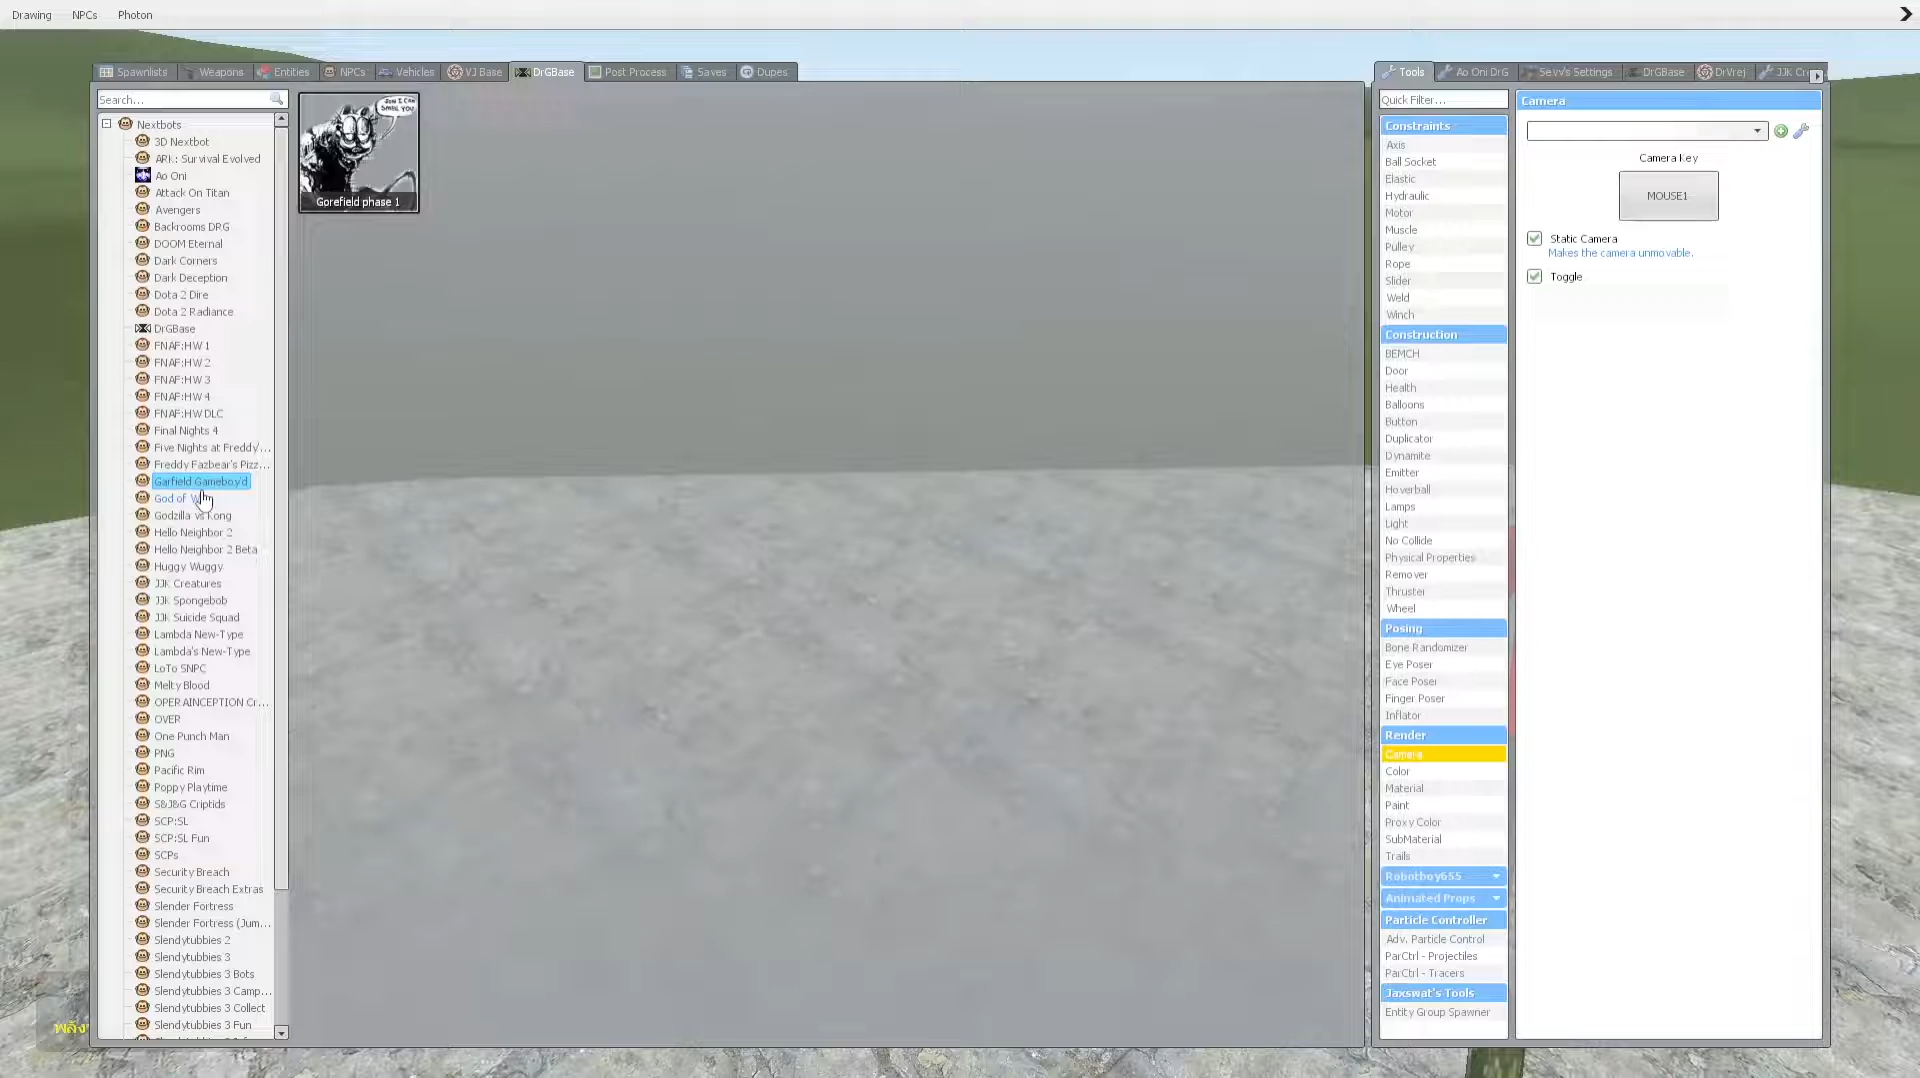 Drawing NPCs Photon
Spawnlists Weapons Entities NPCs Vehicles VJ Base DrGBase Post Process Saves Dupes
Tools Ao Oni DrG Sevv's Settings DrGBase DrVrej
Search...
Nextbots
3D Nextbot
ARK: Survival Evolved
Ao Oni
Attack On Titan
Avengers
Backrooms DRG
DOOM Eternal
Dark Corners
Dark Deception
Dota 2 Dire
Dota 2 Radiance
DrGBase
FNAF:HW 1
FNAF:HW 2
FNAF:HW 3
FNAF:HW 4
FNAF:HW DLC
Final Nights 4
Five Nights at Freddy'...
Freddy Fazbear's Pizz...
Garfield Gameboy'd
God of
Godzilla vs Kong
Hello Neighbor 2
Hello Neighbor 2 Beta
Huggy Wuggy
JJK Creatures
JJK Spongebob
JJK Suicide Squad
Lambda New-Type
Lambda's New-Type
LoTo SNPC
Melty Blood
OPERAINCEPTION Cr...
OVER
One Punch Man
PNG
Pacific Rim
Poppy Playtime
S&J&G Criptids
SCP:SL
SCP:SL Fun
SCPs
Security Breach
Security Breach Extras
Slender Fortress
Slender Fortress (Jum...
Slendytubbies 2
Slendytubbies 3
Slendytubbies 3 Bots
Slendytubbies 3 Camp...
Slendytubbies 3 Collect
Slendytubbies 3 Fun
JON I CAN
SMELL YOU
Gorefield phase 1
Quick Filter...
Constraints
Axis
Ball Socket
Elastic
Hydraulic
Motor
Muscle
Pulley
Rope
Slider
Weld
Winch
Construction
BEMCH
Door
Health
Balloons
Button
Duplicator
Dynamite
Emitter
Hoverball
Lamps
Light
No Collide
Physical Properties
Remover
Thruster
Wheel
Posing
Bone Randomizer
Eye Poser
Face Poser
Finger Poser
Inflator
Render
Camera
Color
Material
Paint
Proxy Color
SubMaterial
Trails
Robotboy655
Animated Props
Particle Controller
Adv. Particle Control
ParCtrl - Projectiles
ParCtrl - Tracers
Jaxswat's Tools
Entity Group Spawner
Camera
Camera Key
MOUSE1
Static Camera
Makes the camera unmovable.
Toggle